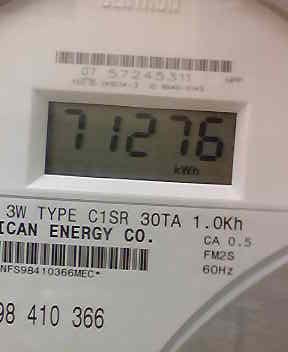 07 57245311
71276
kWh
3W TYPE C1SR 30TA 1.0Kh
ICAN ENERGY CO.
CA 0.5
FM2S
NFS98410366MEC*
60Hz
98 410 366